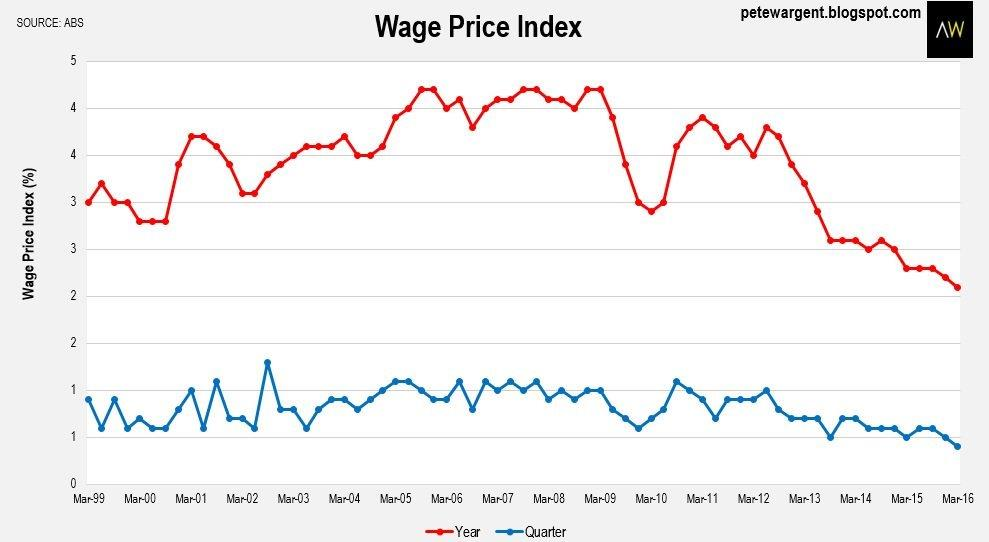 SOURCE: ABS
Wage Price Index
petewargent.blogspot.com
AW
Wage Price Index (%)
5
4
4
3
3
2
2
1
1
0
Mar-99 Mar-00 Mar-01 Mar-02 Mar-03 Mar-04 Mar-05 Mar-06 Mar-07 Mar-08 Mar-09 Mar-10 Mar-11 Mar-12 Mar-13 Mar-14 Mar-15 Mar-16
Year Quarter